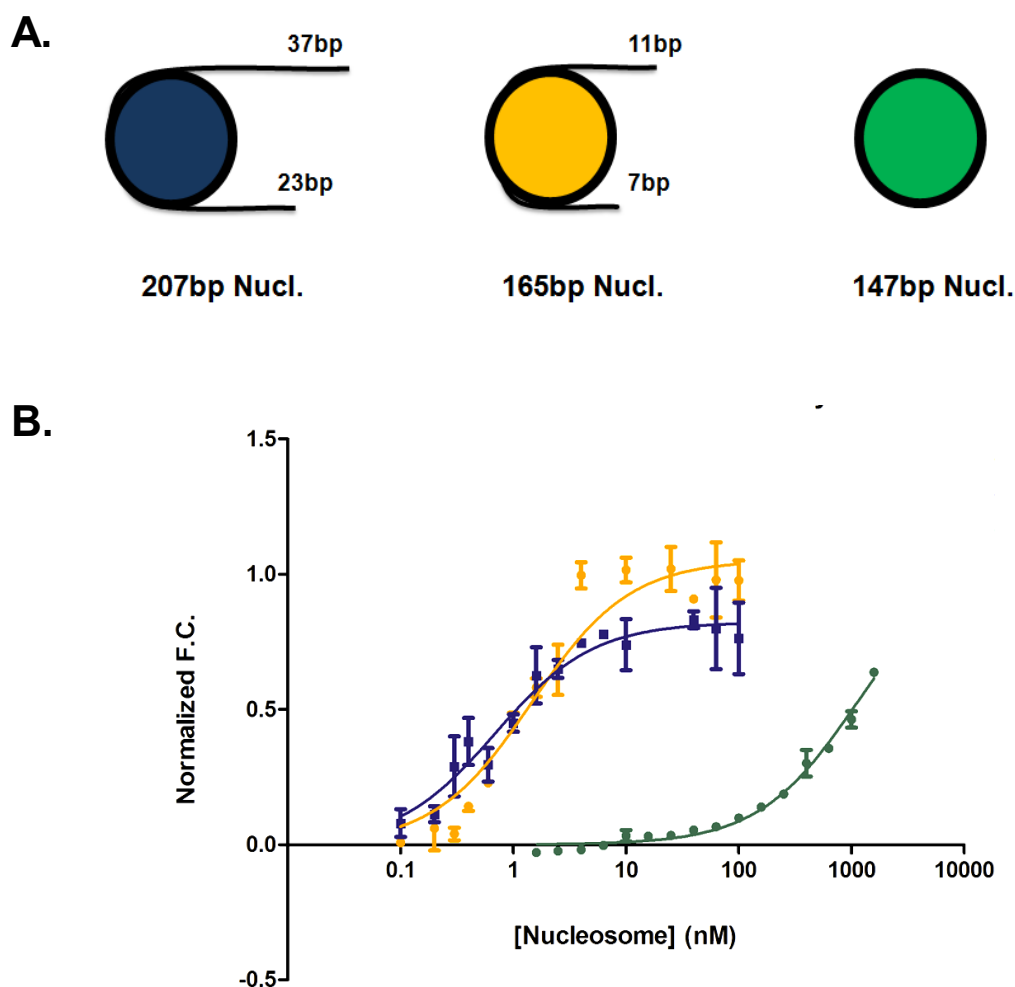 A.
37bp
11bp
23bp
7bp
207bp Nucl.
165bp Nucl.
147bp Nucl.
B.
1.5
1.0
0.5
0.0
-0.5
Normalized F.C.
0.1
1
10
100
1000
10000
[Nucleosome] (nM)